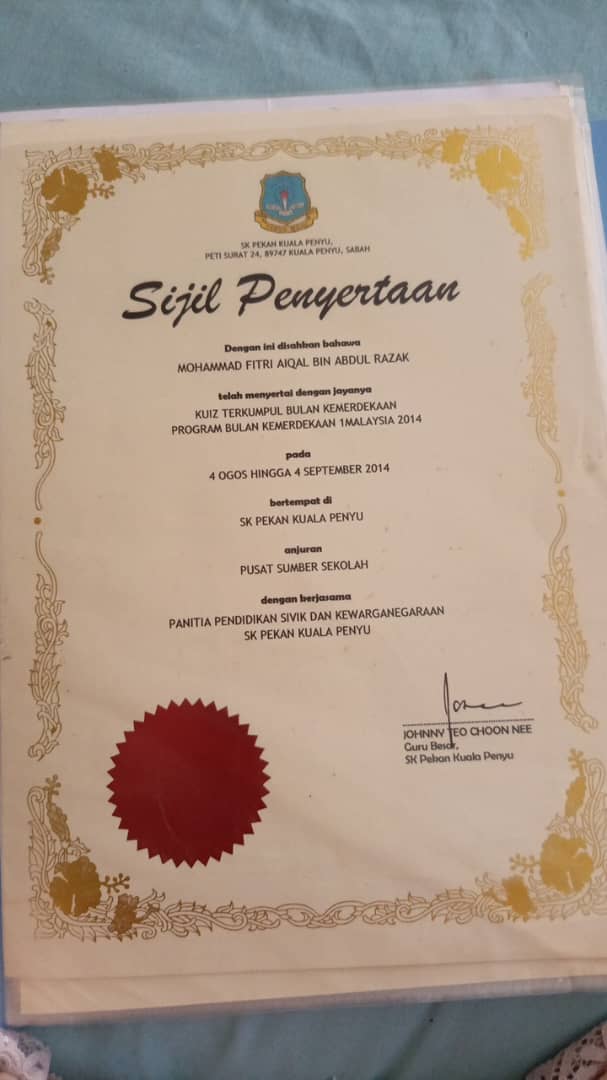 SK PEKAN KUALA PENYU,
PETI SURAT 24, 89747 KUALA PENYU, SABAH
Sijil Penyertaan
Dengan ini disahkan bahawa
MOHAMMAD FITRI AIQAL BIN ABDUL RAZAK
telah menyertai dengan jayanya
KUIZ TERKUMPUL BULAN KEMERDEKAAN
PROGRAM BULAN KEMERDEKAAN 1MALAYSIA 2014
pada
4 OGOS HINGGA 4 SEPTEMBER 2014
bertempat di
SK PEKAN KUALA PENYU
anjuran
PUSAT SUMBER SEKOLAH
dengan kerjasama
PANITIA PENDIDIKAN SIVIK DAN KEWARGANEGARAAN
SK PEKAN KUALA PENYU
JOHNNY TEO CHOON NEE
Guru Besar,
SK Pekan Kuala Penyu